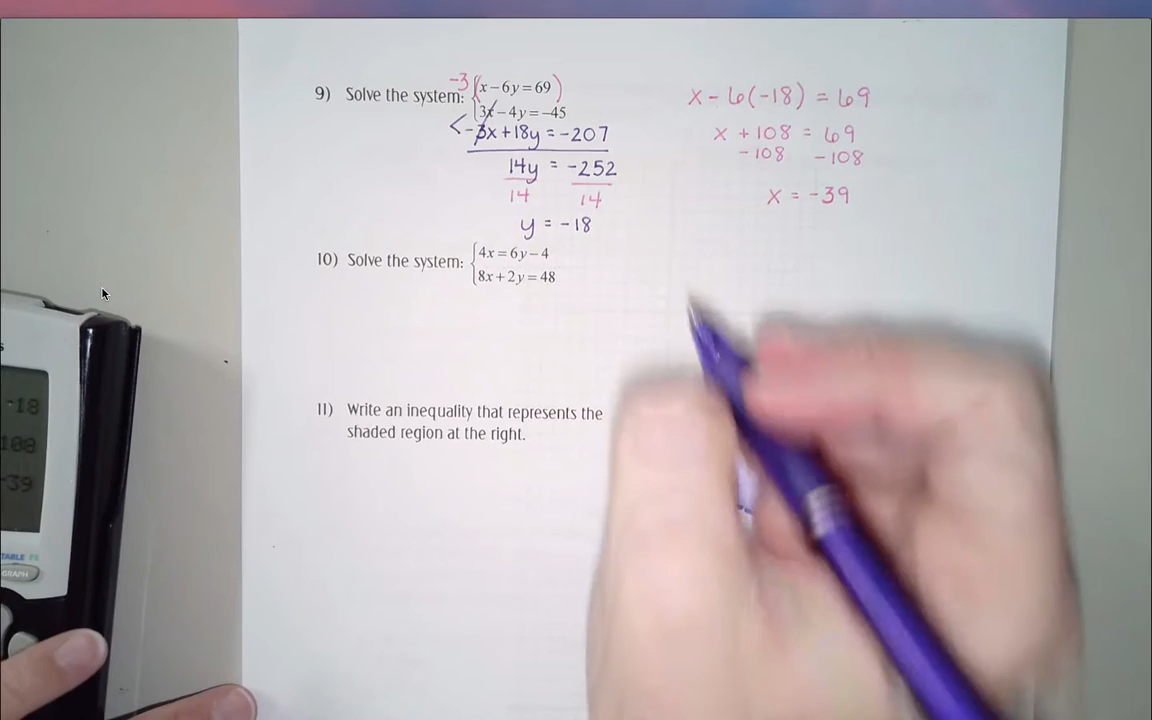 9) Solve the system: -3 ( x – 6y = 69 )
3x – 4y = –45
-3x + 18y = -207
14y = -252
14 14
y = -18
x - 6(-18) = 69
x + 108 = 69
-108 -108
x = -39
10) Solve the system: 4x = 6y – 4
8x + 2y = 48
11) Write an inequality that represents the
shaded region at the right.
-18
-39
TABLE
GRAPH